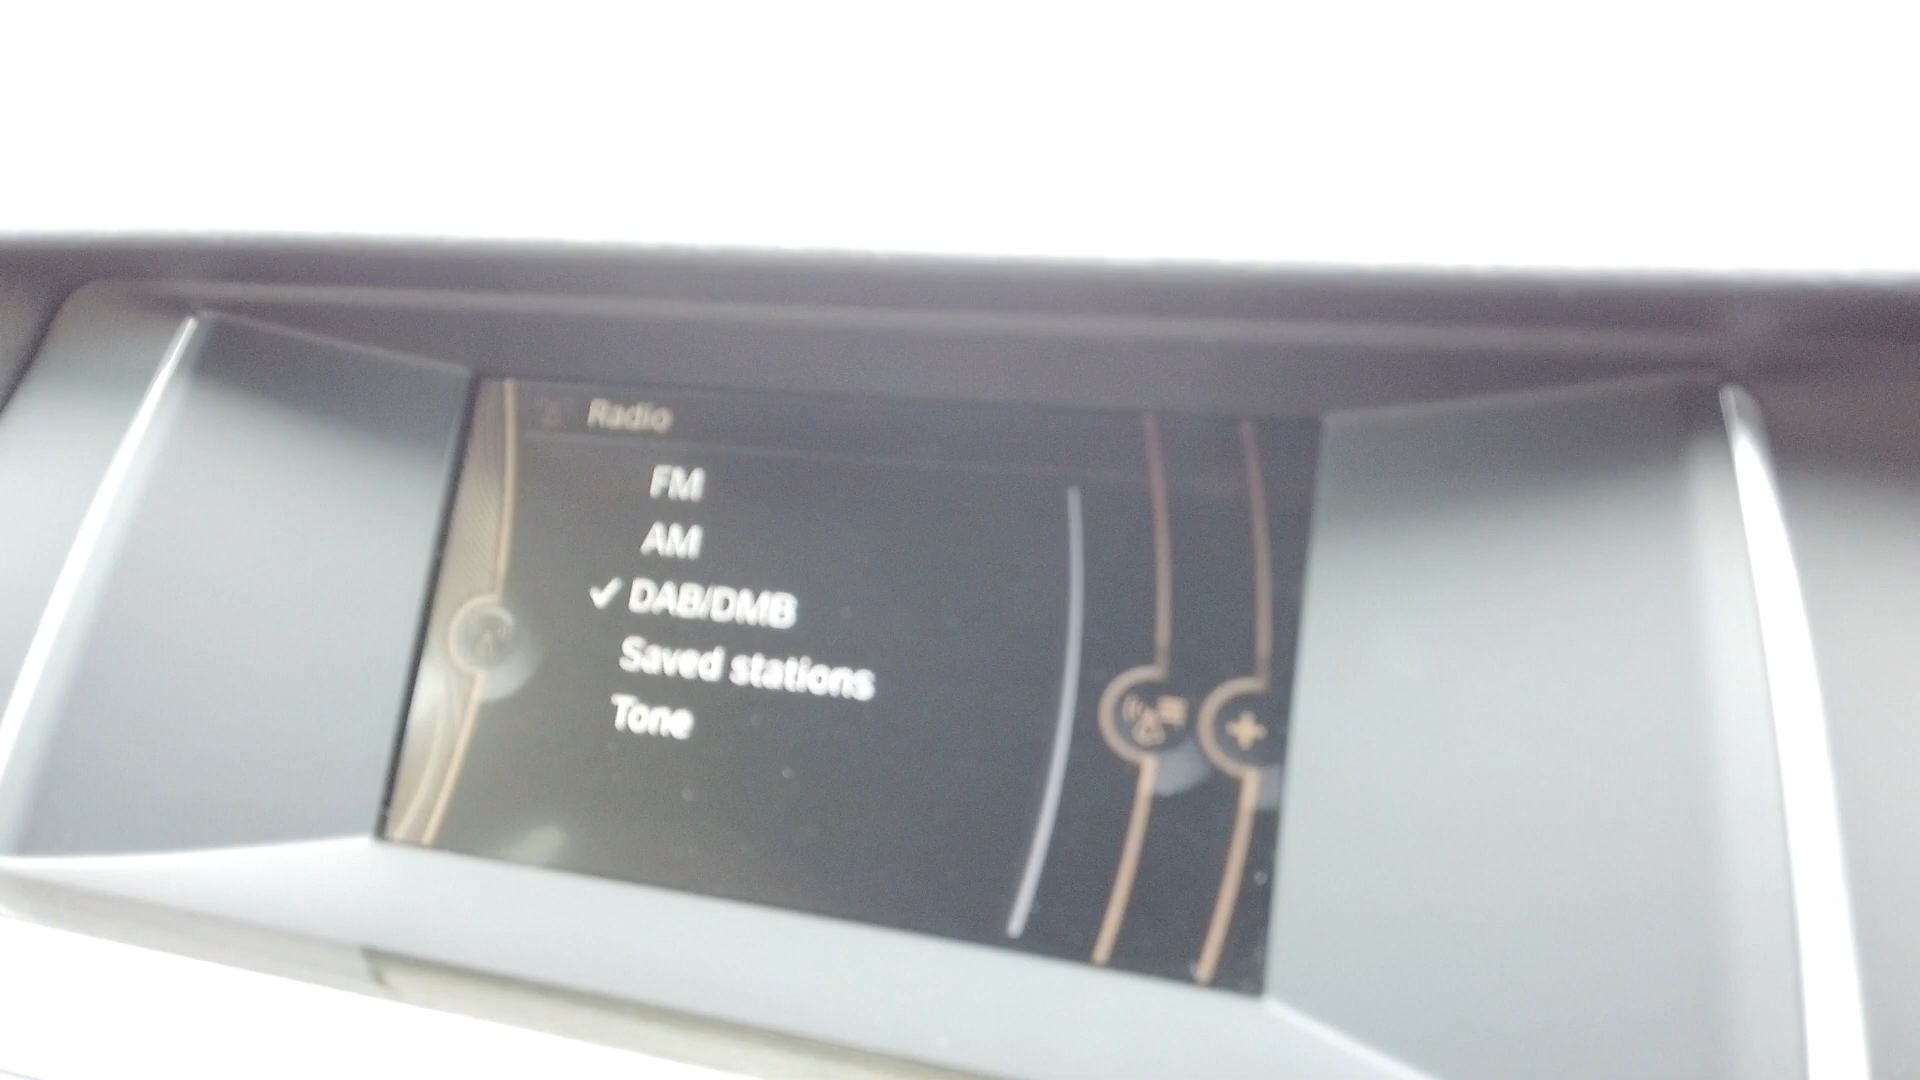 Radio
FM
AM
✓ DAB/DMB
Saved stations
Tone